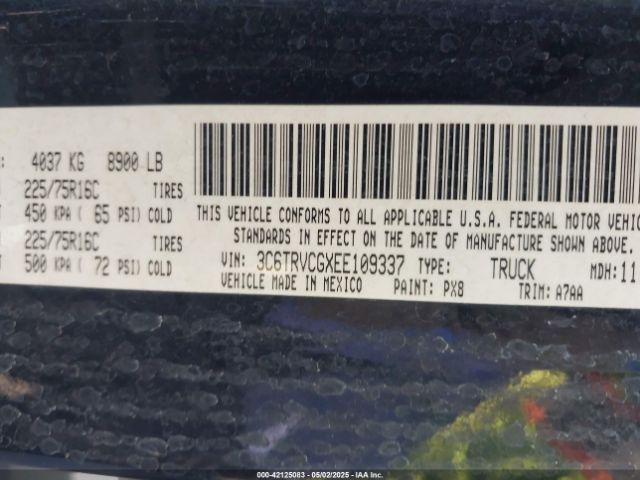 4037 KG 8900 LB
225/75R16C TIRES
450 KPA ( 65 PSI) COLD
225/75R16C TIRES
500 KPA ( 72 PSI) COLD
THIS VEHICLE CONFORMS TO ALL APPLICABLE U.S.A. FEDERAL MOTOR
STANDARDS IN EFFECT ON THE DATE OF MANUFACTURE SHOWN ABOVE.
VIN: 3C6TRVCGXEE109337 TYPE: TRUCK MDH: 11
VEHICLE MADE IN MEXICO PAINT: PX8 TRIM: A7AA
000-42125083 - 05/02/2025 - IAA Inc.